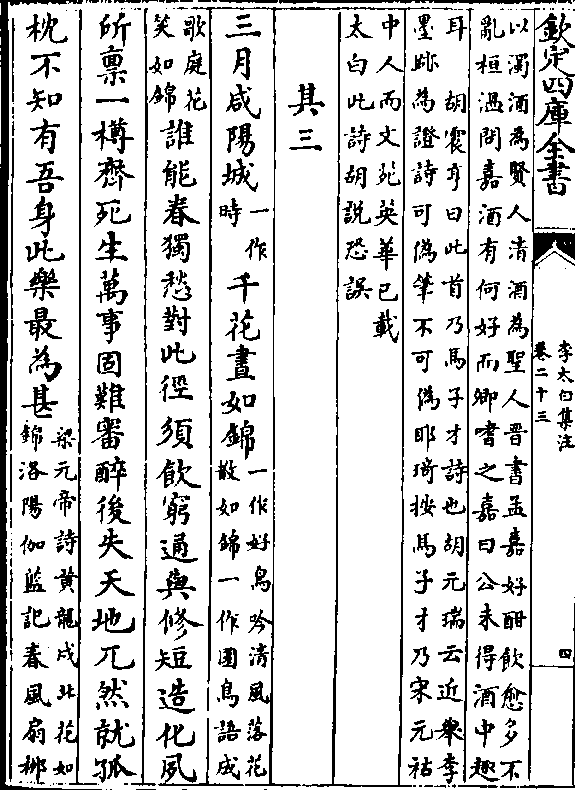 欽定四庫全書
李太白集注
卷二十三
四
以濁酒為賢人清酒為聖人晉書孟嘉好酣飲愈多不
亂桓溫問嘉酒有何好而卿嗜之嘉曰公未得酒中趣
耳 胡震亨曰此首乃馬子才詩也胡元瑞云近舉李
墨跡為證詩可偽筆不可偽耶琦按馬子才乃宋元祐
中人而文苑英華已載
太白此詩胡說恐誤
其三
三月咸陽城一作時千花晝如錦一作好鳥吟清風落花散如錦一作園鳥語成
歌庭花笑如錦誰能春獨愁對此徑須飲窮通與修短造化夙
所禀一樽齊死生萬事固難審醉後失天地兀然就孤
枕不知有吾身此樂最為甚梁元帝詩黃龍戍北花如錦洛陽伽藍記春風扇栁